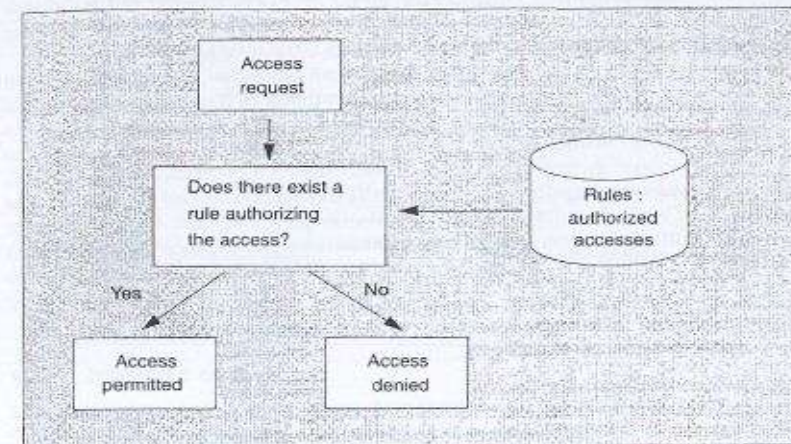 Access
request
Does there exist a
rule authorizing
the access?
Rules :
authorized
accesses
Yes
No
Access
permitted
Access
denied